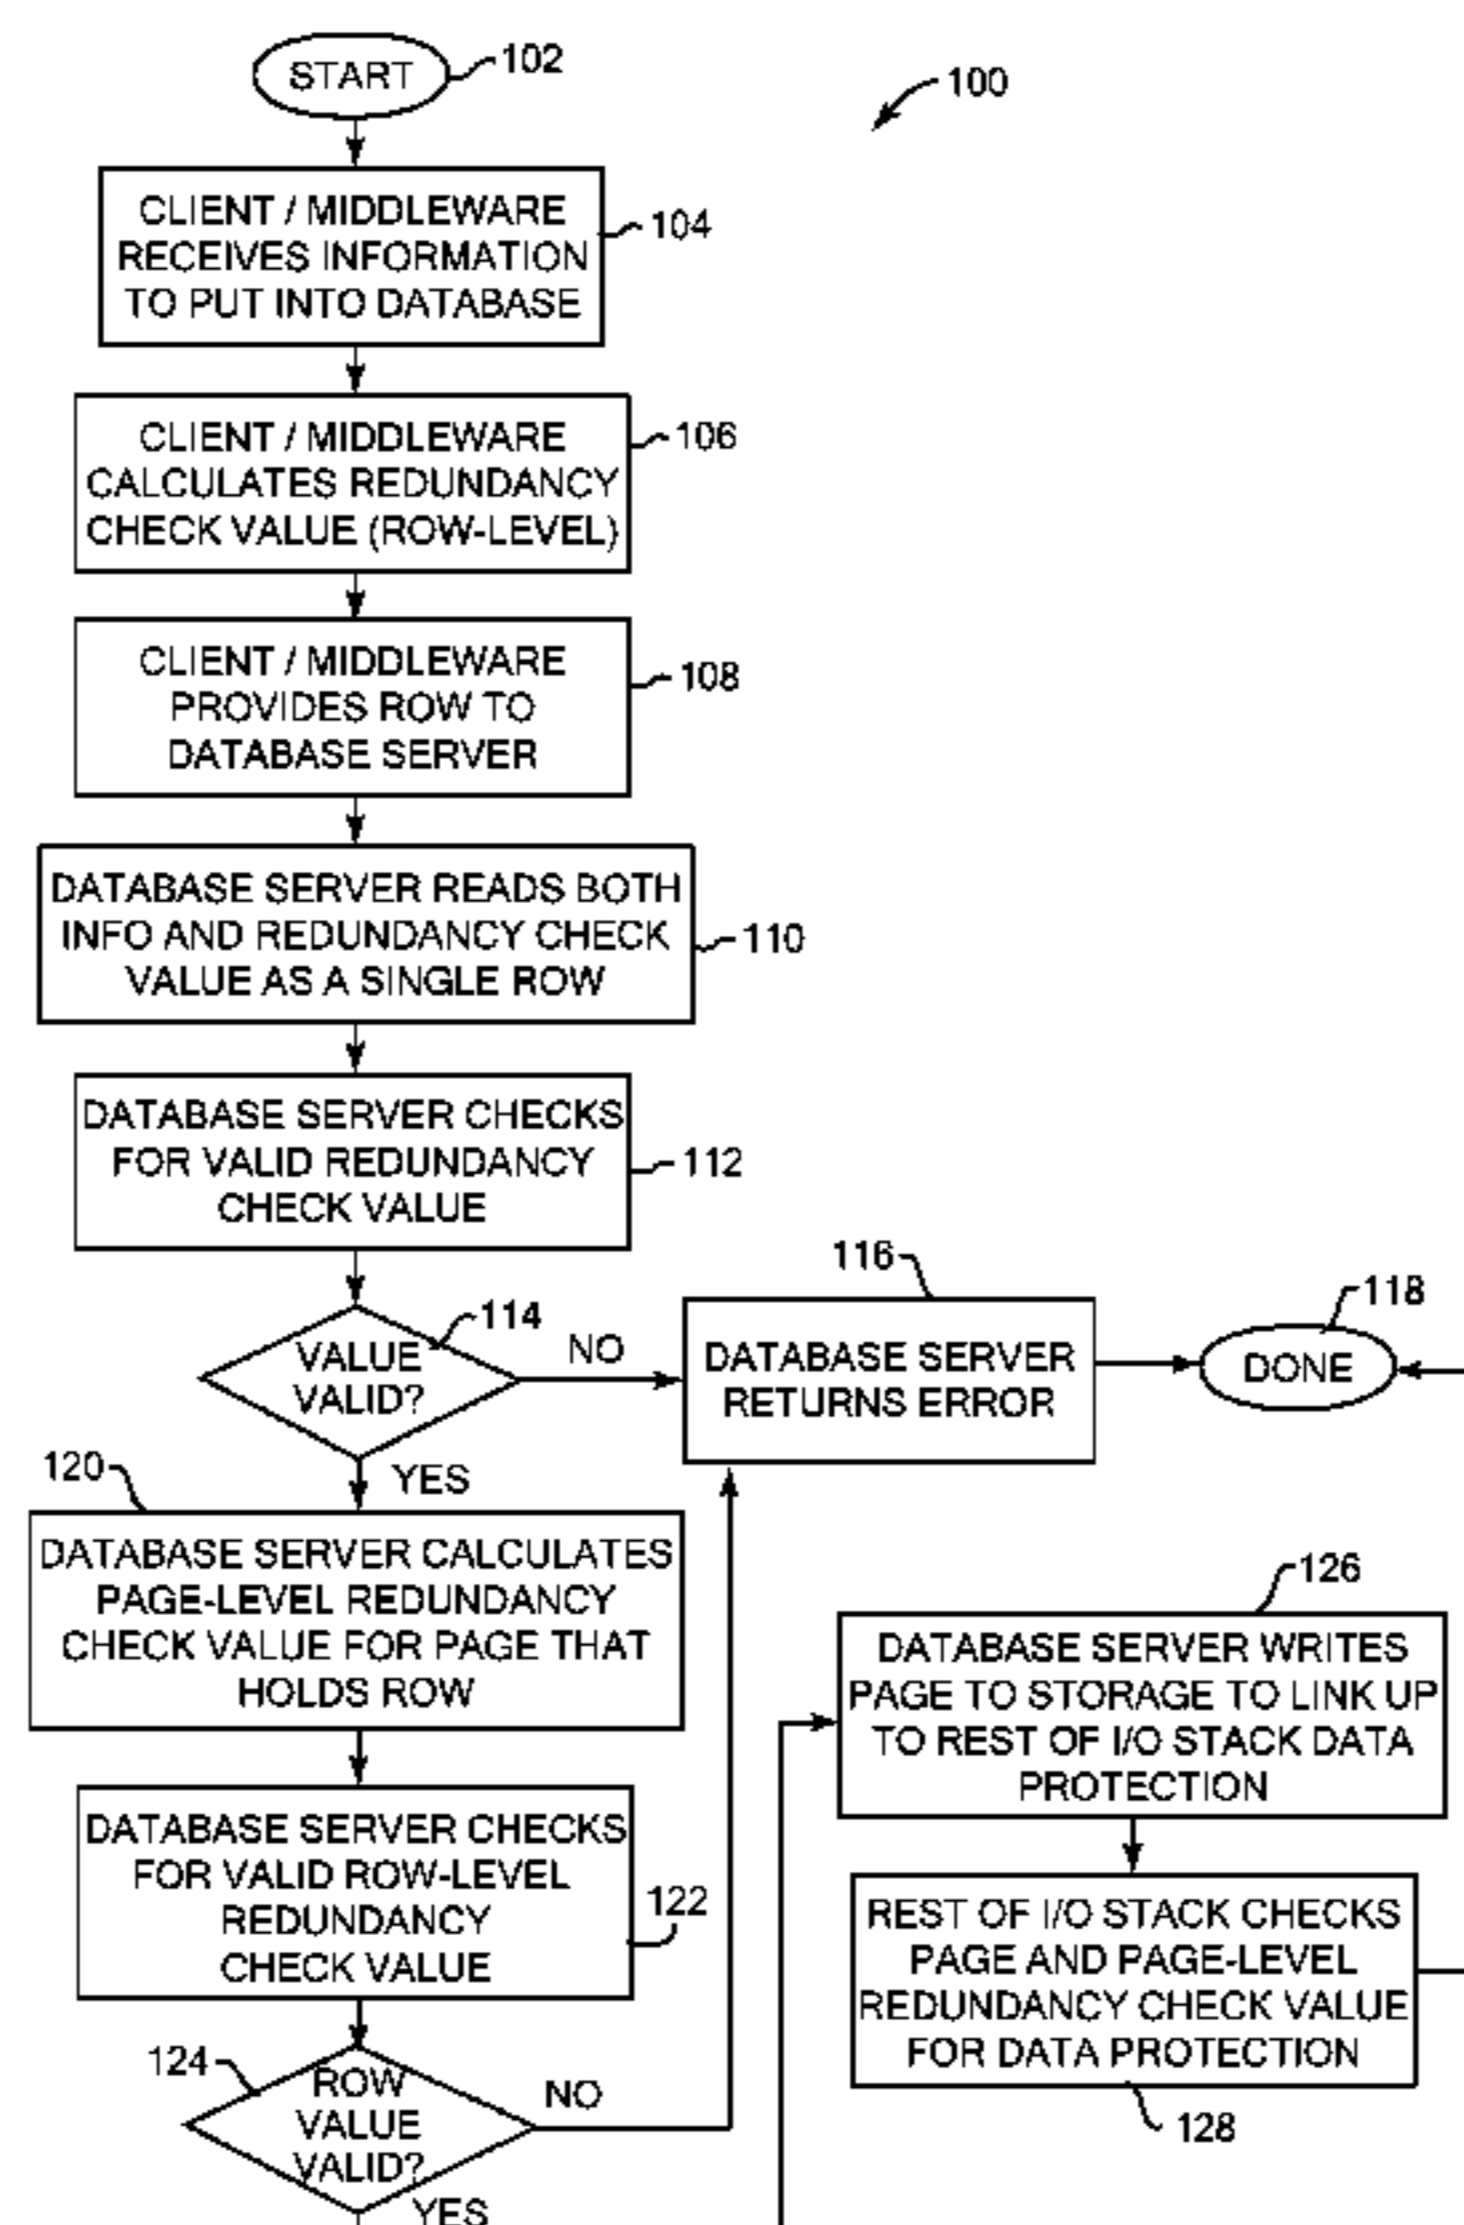 START
102
100
CLIENT / MIDDLEWARE
RECEIVES INFORMATION
TO PUT INTO DATABASE
104
CLIENT / MIDDLEWARE
CALCULATES REDUNDANCY
CHECK VALUE (ROW-LEVEL)
106
CLIENT / MIDDLEWARE
PROVIDES ROW TO
DATABASE SERVER
108
DATABASE SERVER READS BOTH
INFO AND REDUNDANCY CHECK
VALUE AS A SINGLE ROW
110
DATABASE SERVER CHECKS
FOR VALID REDUNDANCY
CHECK VALUE
112
VALUE
VALID?
114
NO
116
DATABASE SERVER
RETURNS ERROR
118
DONE
YES
120
DATABASE SERVER CALCULATES
PAGE-LEVEL REDUNDANCY
CHECK VALUE FOR PAGE THAT
HOLDS ROW
DATABASE SERVER CHECKS
FOR VALID ROW-LEVEL
REDUNDANCY
CHECK VALUE
122
124
ROW
VALUE
VALID?
NO
YES
126
DATABASE SERVER WRITES
PAGE TO STORAGE TO LINK UP
TO REST OF I/O STACK DATA
PROTECTION
REST OF I/O STACK CHECKS
PAGE AND PAGE-LEVEL
REDUNDANCY CHECK VALUE
FOR DATA PROTECTION
128